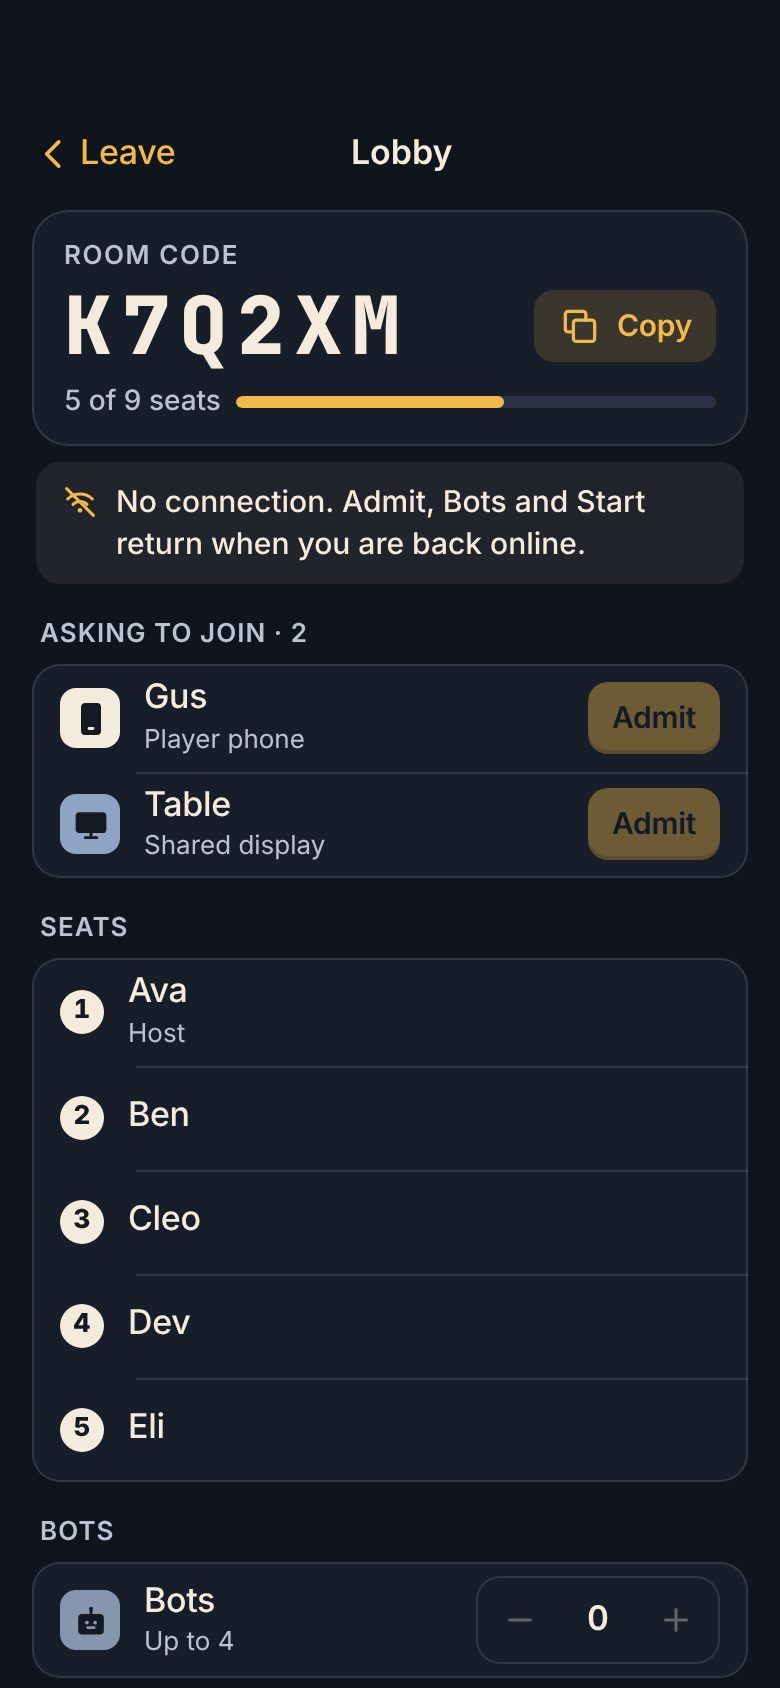 Leave
Lobby
ROOM CODE
K7Q2XM
Copy
5 of 9 seats
No connection. Admit, Bots and Start
return when you are back online.
ASKING TO JOIN · 2
Gus
Player phone
Admit
Table
Shared display
Admit
SEATS
1
Ava
Host
2
Ben
3
Cleo
4
Dev
5
Eli
BOTS
Bots
Up to 4
0